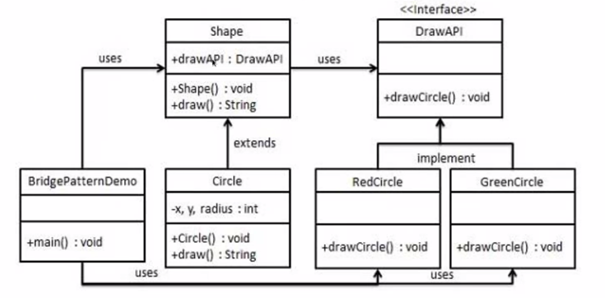 <<Interface>>
Shape
DrawAPI
+drawAPI : DrawAPI
uses
uses
+Shape() : void
+draw() : String
+drawCircle() : void
extends
implement
BridgePatternDemo
Circle
RedCircle
GreenCircle
-x, y, radius : int
+main() : void
+Circle() : void
+draw() : String
+drawCircle() : void
+drawCircle() : void
uses
uses